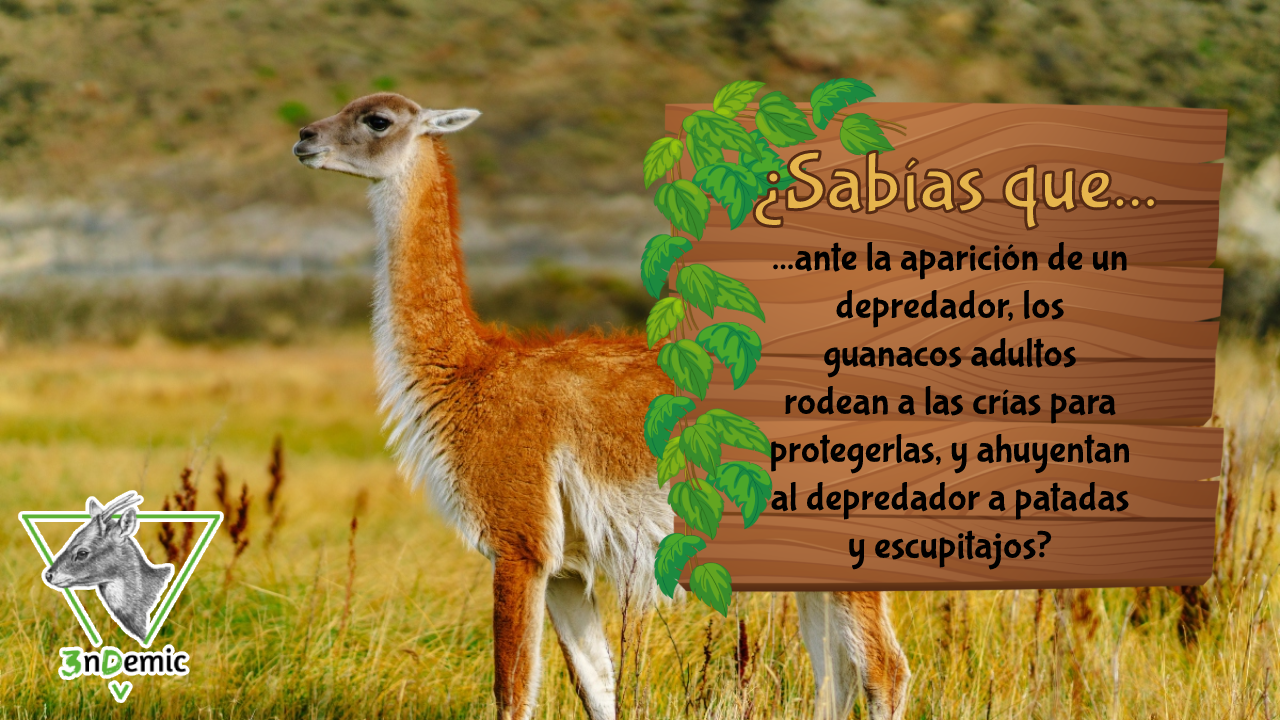 ¿Sabías que...
...ante la aparición de un
depredador, los
guanacos adultos
rodean a las crías para
protegerlas, y ahuyentan
al depredador a patadas
y escupitajos?
3nDemic